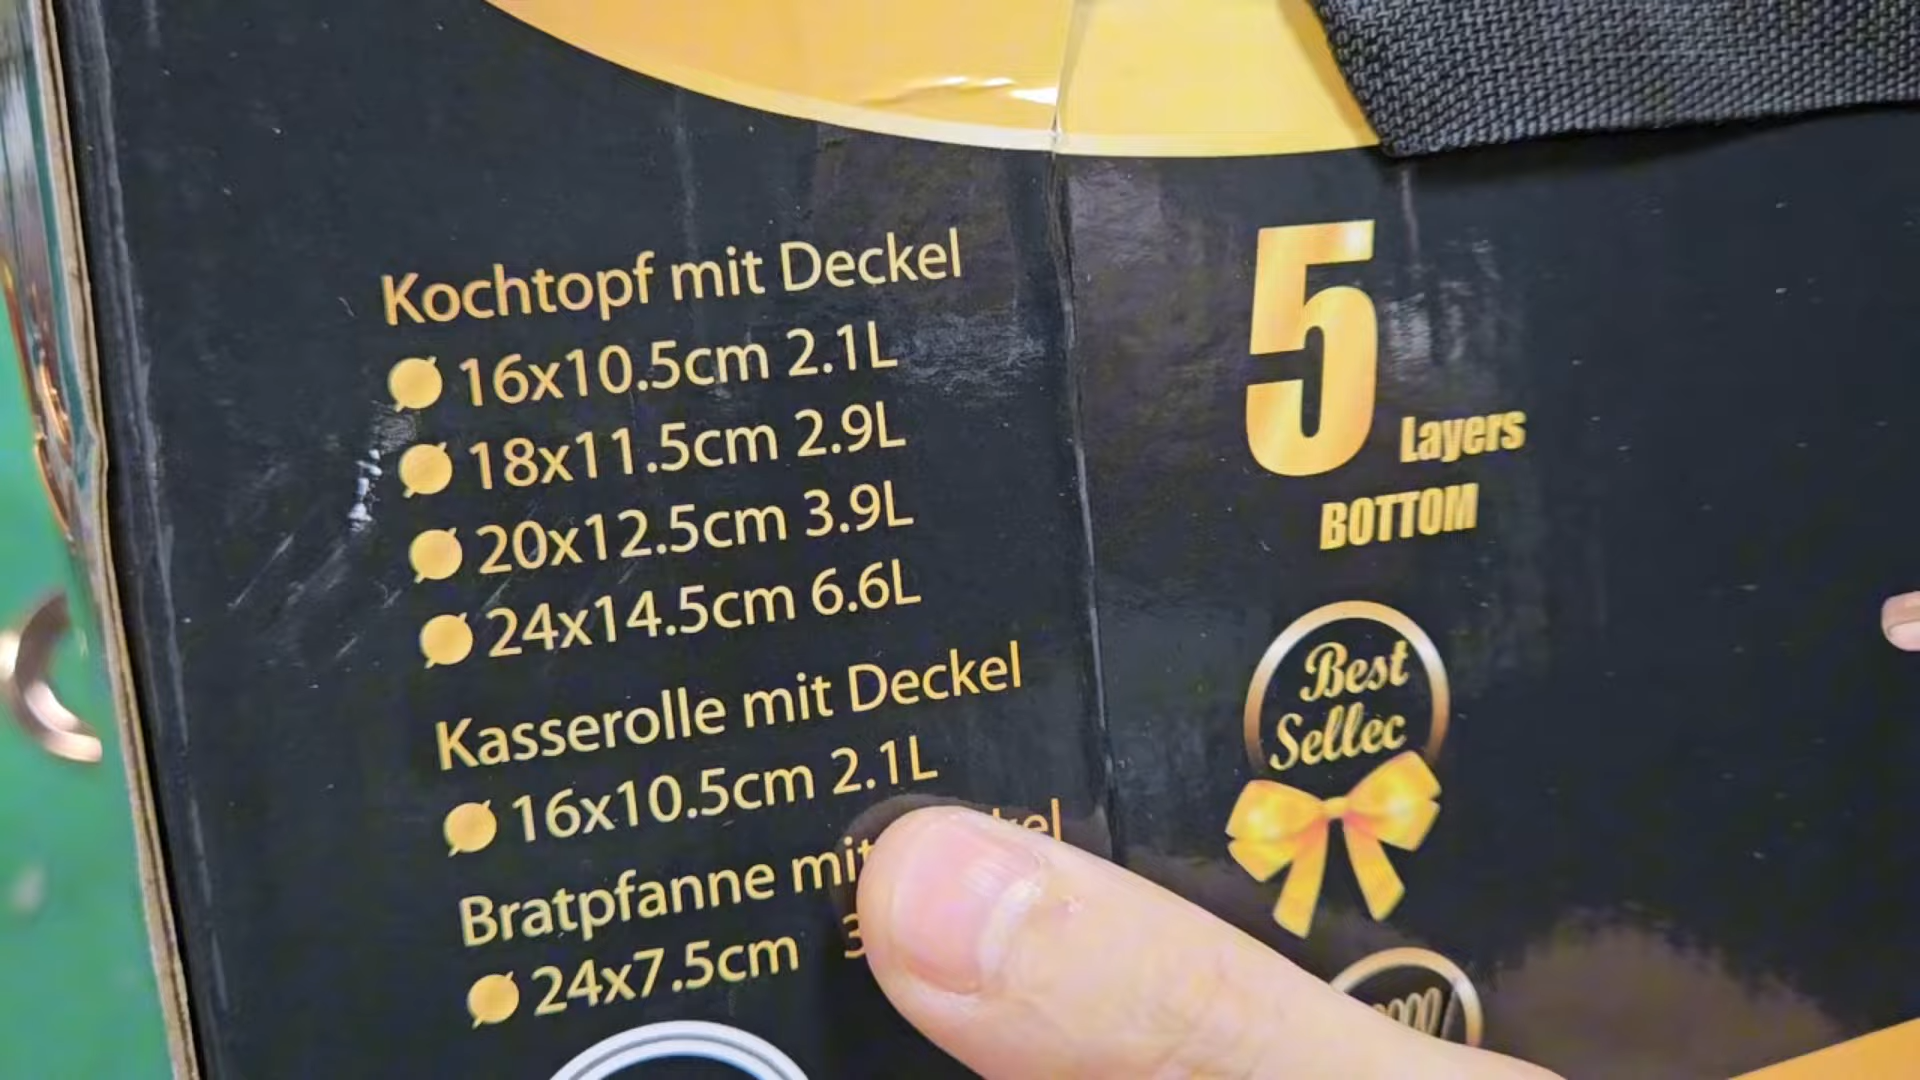 Kochtopf mit Deckel
Ø 16x10.5cm 2.1L
Ø 18x11.5cm 2.9L
Ø 20x12.5cm 3.9L
Ø 24x14.5cm 6.6L
Kasserolle mit Deckel
Ø 16x10.5cm 2.1L
Bratpfanne mit
Ø 24x7.5cm
5
Layers
BOTTOM
Best
Sellec